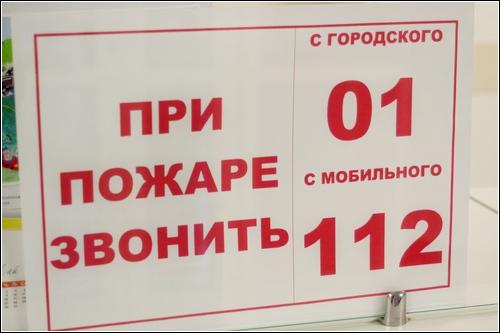 ПРИ
ПОЖАРЕ
ЗВОНИТЬ
С ГОРОДСКОГО
01
С МОБИЛЬНОГО
112